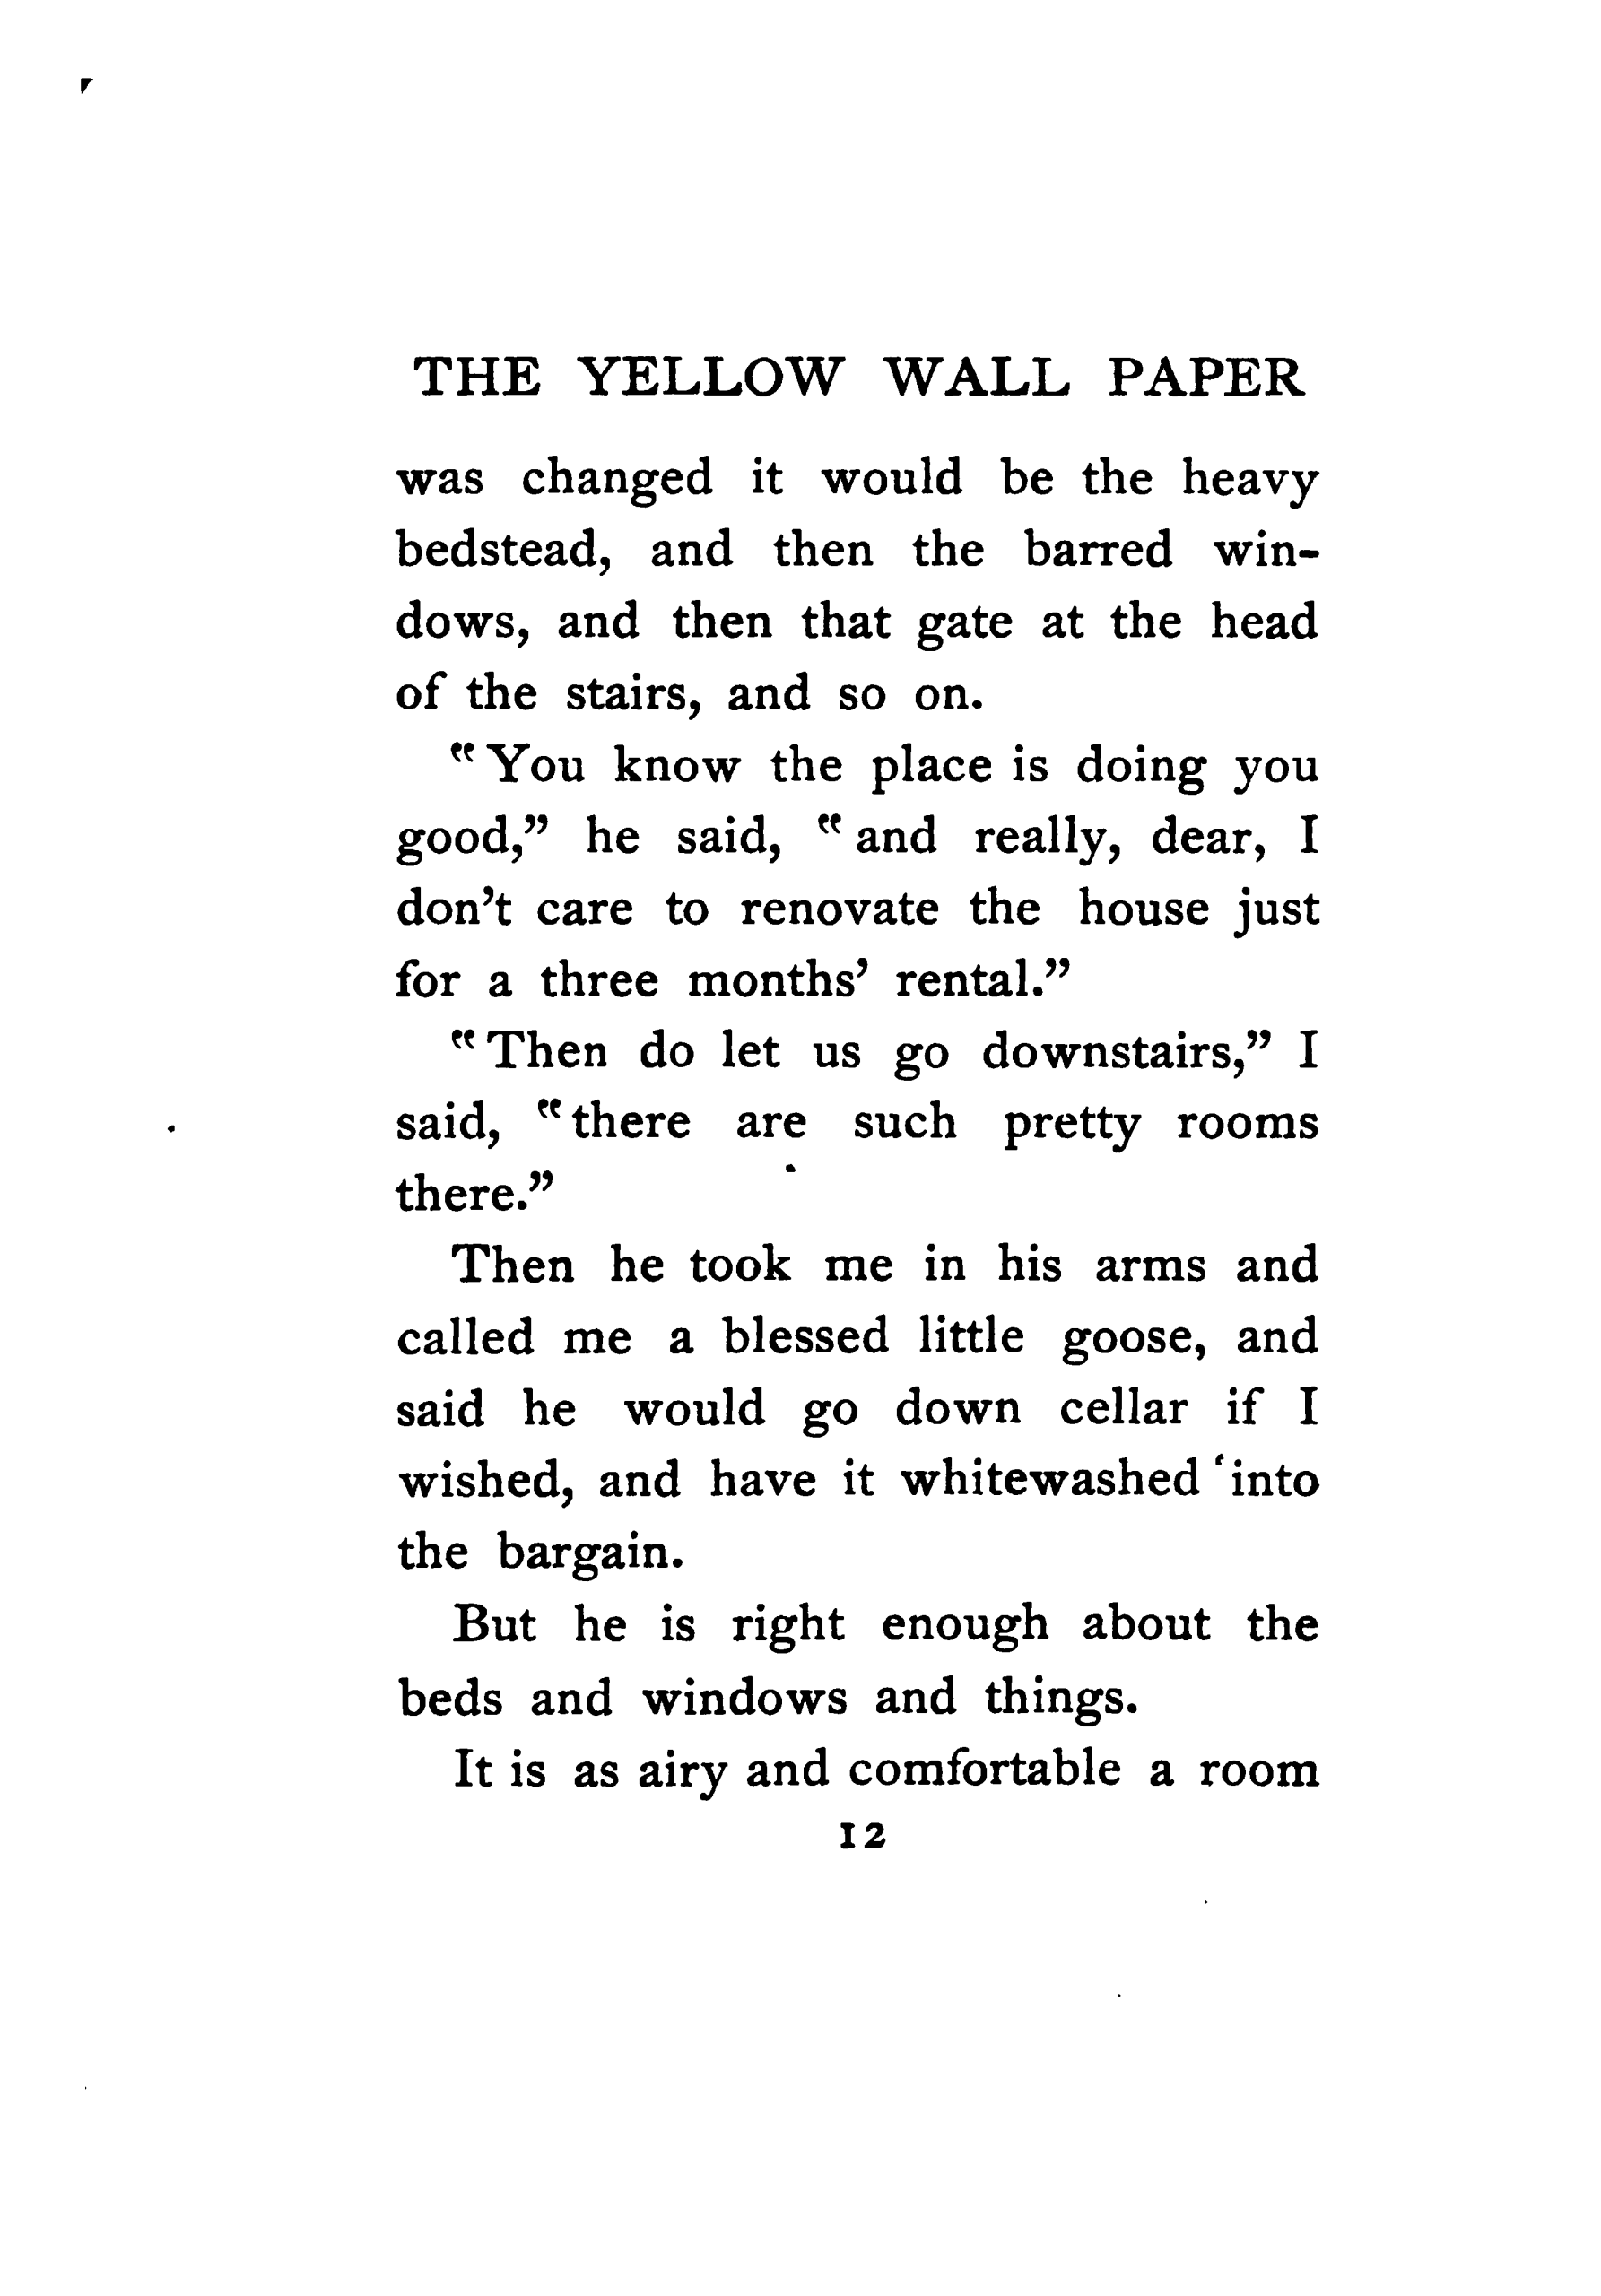 THE YELLOW WALL PAPER
was changed it would be the heavy
bedstead, and then the barred win-
dows, and then that gate at the head
of the stairs, and so on.
“You know the place is doing you
good,” he said, “and really, dear, I
don’t care to renovate the house just
for a three months’ rental.”
“Then do let us go downstairs,” I
said, “there are such pretty rooms
there.”
Then he took me in his arms and
called me a blessed little goose, and
said he would go down cellar if I
wished, and have it whitewashed into
the bargain.
But he is right enough about the
beds and windows and things.
It is as airy and comfortable a room
12